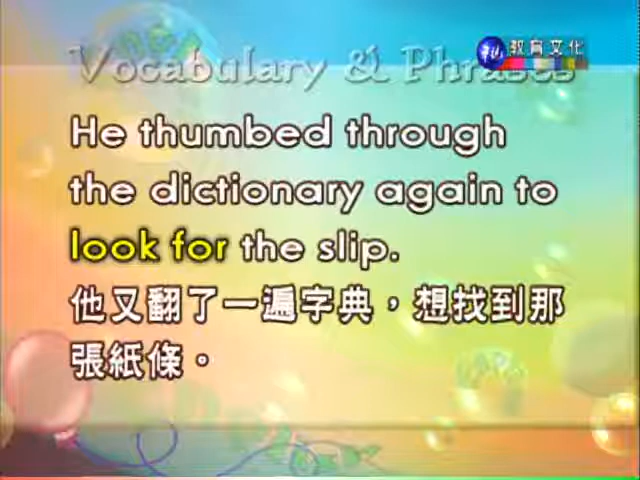 教育文化
Vocabulary & Phrases
He thumbed through
the dictionary again to
look for the slip.
他又翻了一遍字典，想找到那
張紙條。